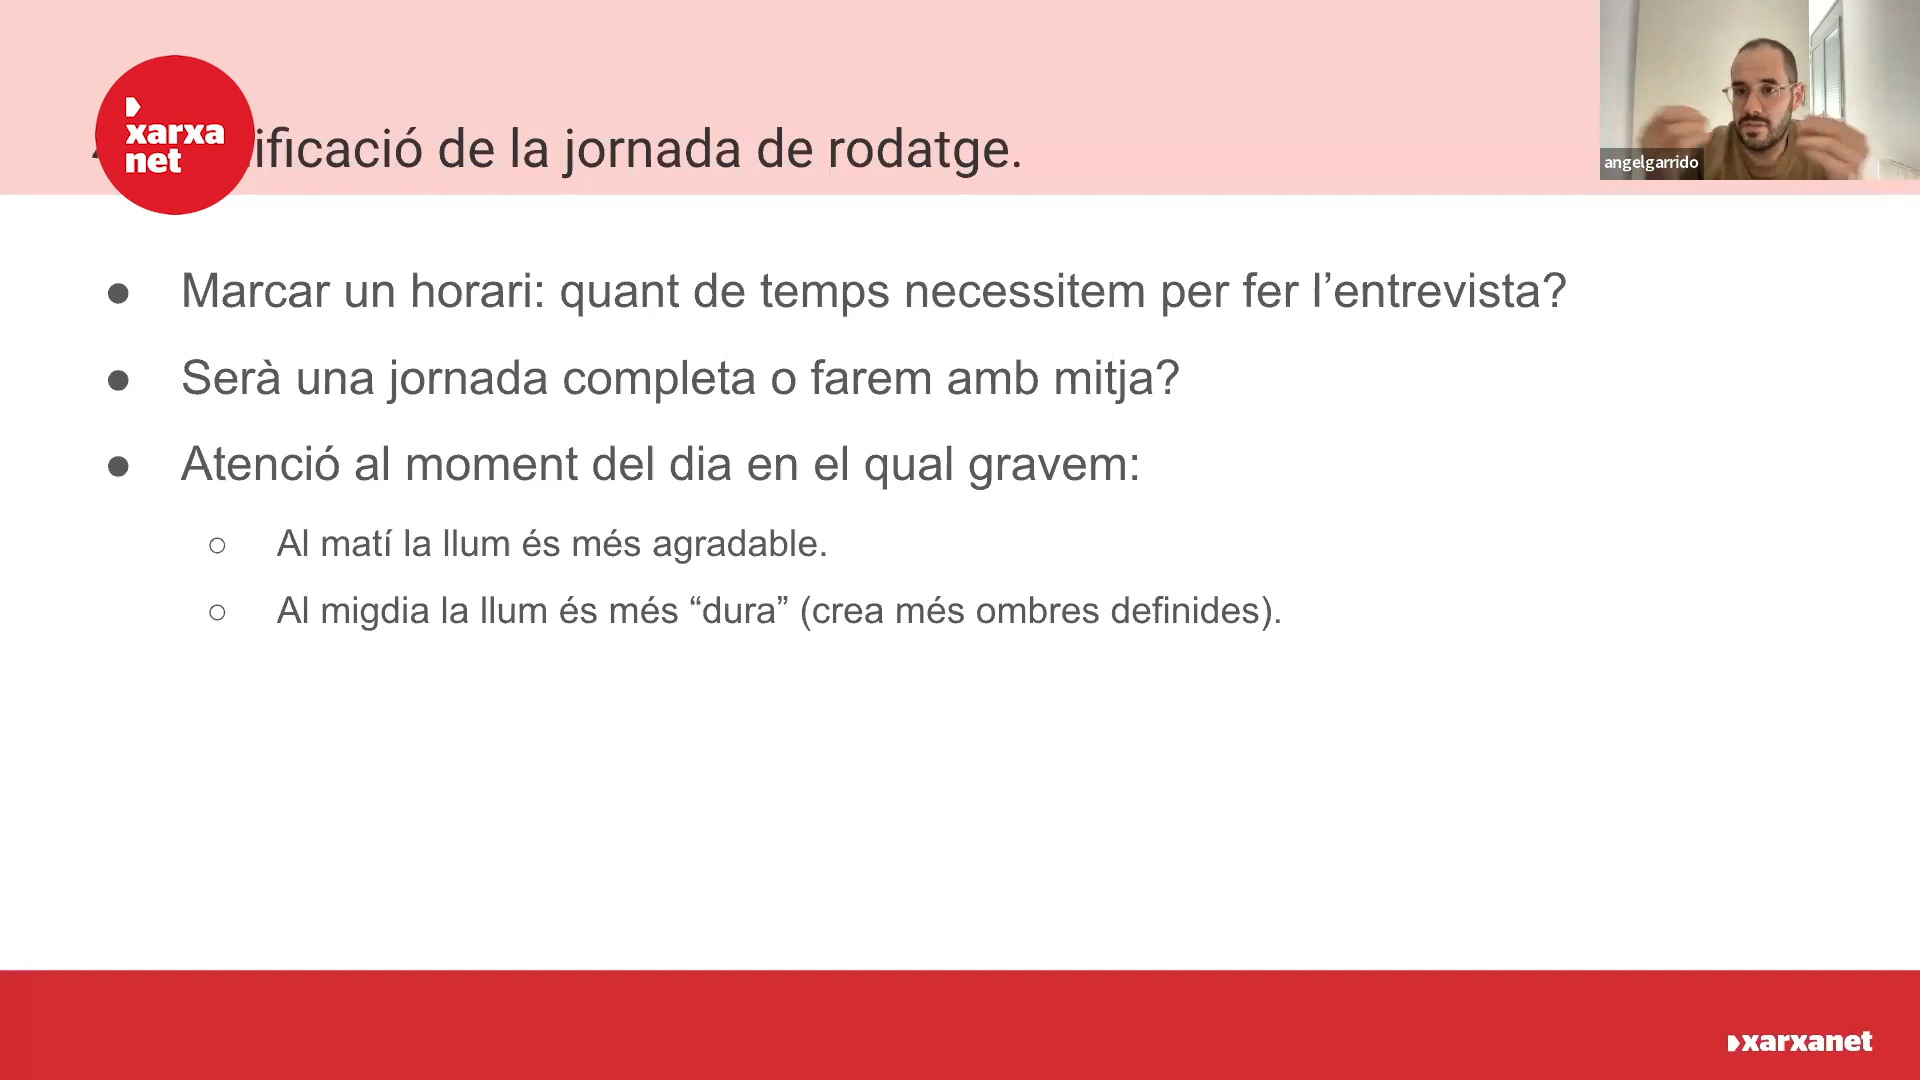 xarxa
net
ificació de la jornada de rodatge.
angelgarrido
● Marcar un horari: quant de temps necessitem per fer l’entrevista?
● Serà una jornada completa o farem amb mitja?
● Atenció al moment del dia en el qual gravem:
○ Al matí la llum és més agradable.
○ Al migdia la llum és més “dura” (crea més ombres definides).
xarxanet